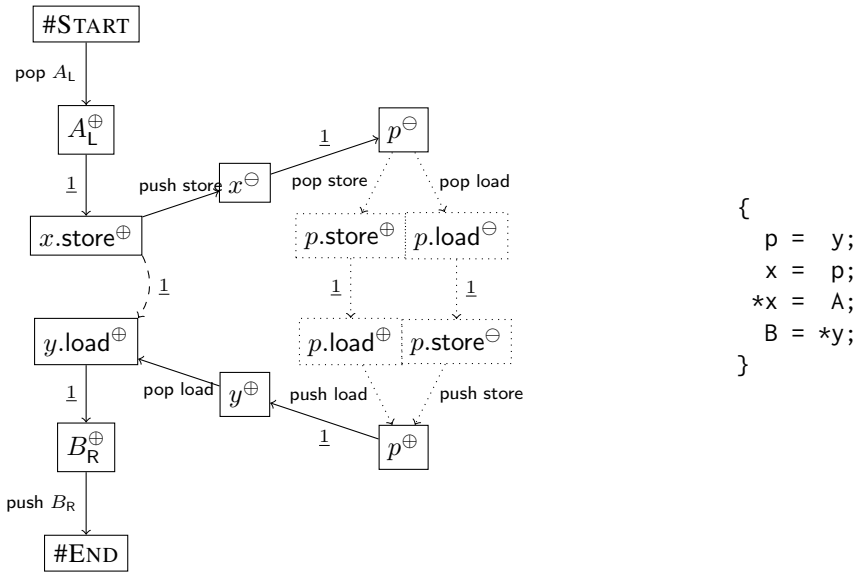 #START
pop A_L
A_L^⊕
1
1
p^⊖
push store
x^⊖
pop store
pop load
x.store^⊕
p.store^⊕
p.load^⊖
1
1
1
y.load^⊕
p.load^⊕
p.store^⊖
1
pop load
y^⊕
push load
push store
1
B_R^⊕
p^⊕
push B_R
#END
{
p = y;
x = p;
*x = A;
B = *y;
}